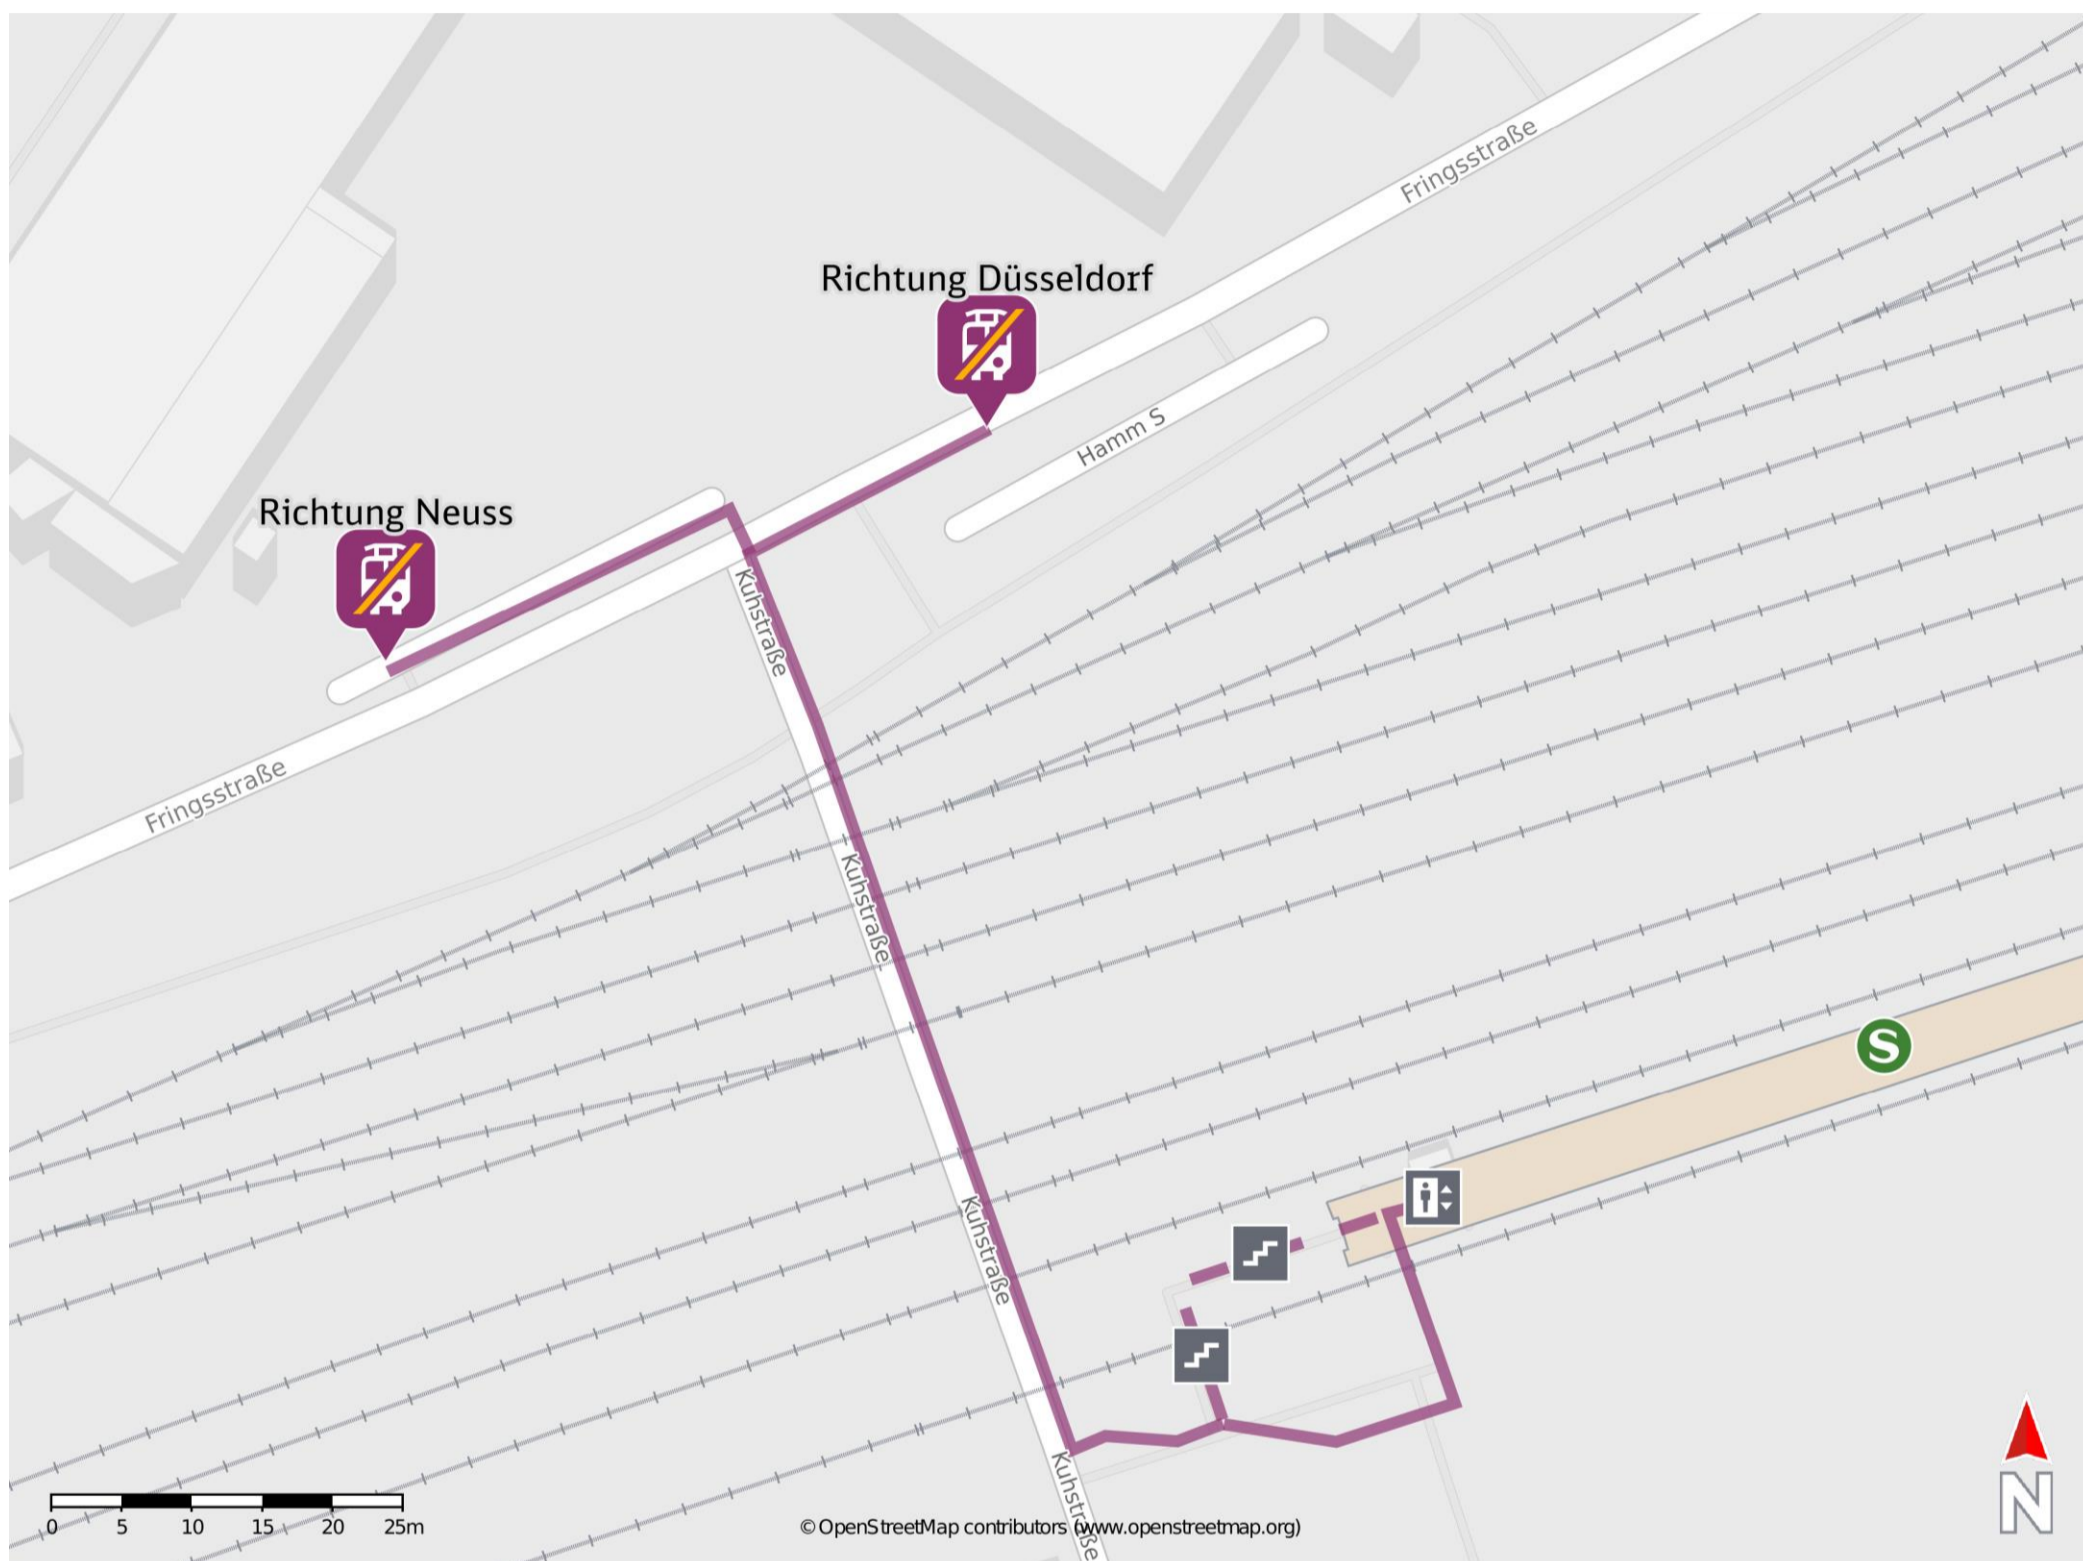 Fringsstraße
Richtung Düsseldorf
Hamm S
Richtung Neuss
Kuhstraße
Fringsstraße
Kuhstraße
S
Kuhstraße
Kuhstraße
0 5 10 15 20 25m
© OpenStreetMap contributors (www.openstreetmap.org)
N